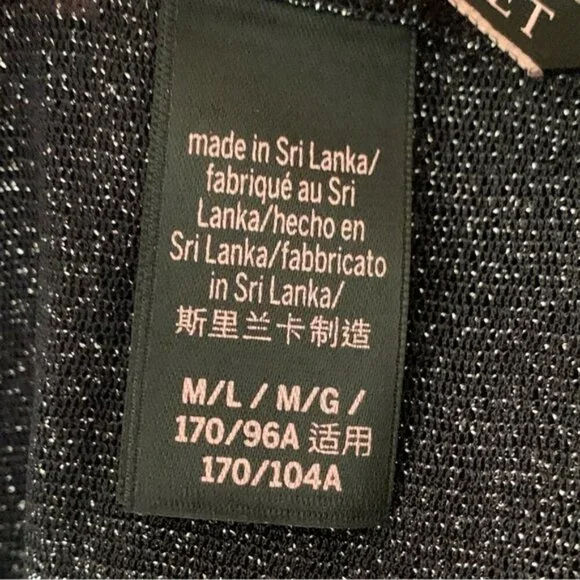 ET
made in Sri Lanka/
fabriqué au Sri
Lanka/hecho en
Sri Lanka/fabbricato
in Sri Lanka/
斯里兰卡制造
M/L / M/G /
170/96A 适用
170/104A